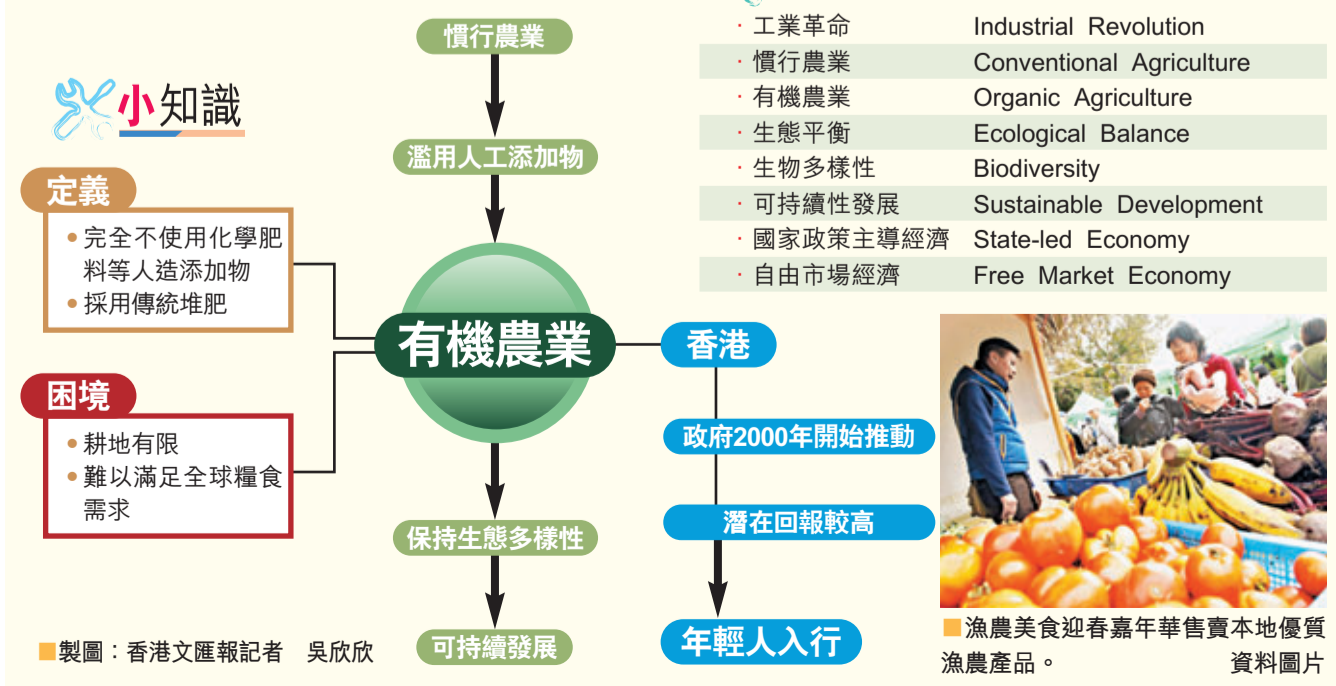 小知識
慣行農業
濫用人工添加物
有機農業
保持生態多樣性
可持續發展
定義
•完全不使用化學肥
料等人造添加物
•採用傳統堆肥
困境
•耕地有限
•難以滿足全球糧食
需求
香港
政府2000年開始推動
潛在回報較高
年輕人入行
·工業革命 Industrial Revolution
·慣行農業 Conventional Agriculture
·有機農業 Organic Agriculture
·生態平衡 Ecological Balance
·生物多樣性 Biodiversity
·可持續性發展 Sustainable Development
·國家政策主導經濟 State-led Economy
·自由市場經濟 Free Market Economy
■漁農美食迎春嘉年華售賣本地優質
漁農產品。 資料圖片
■製圖：香港文匯報記者 吳欣欣